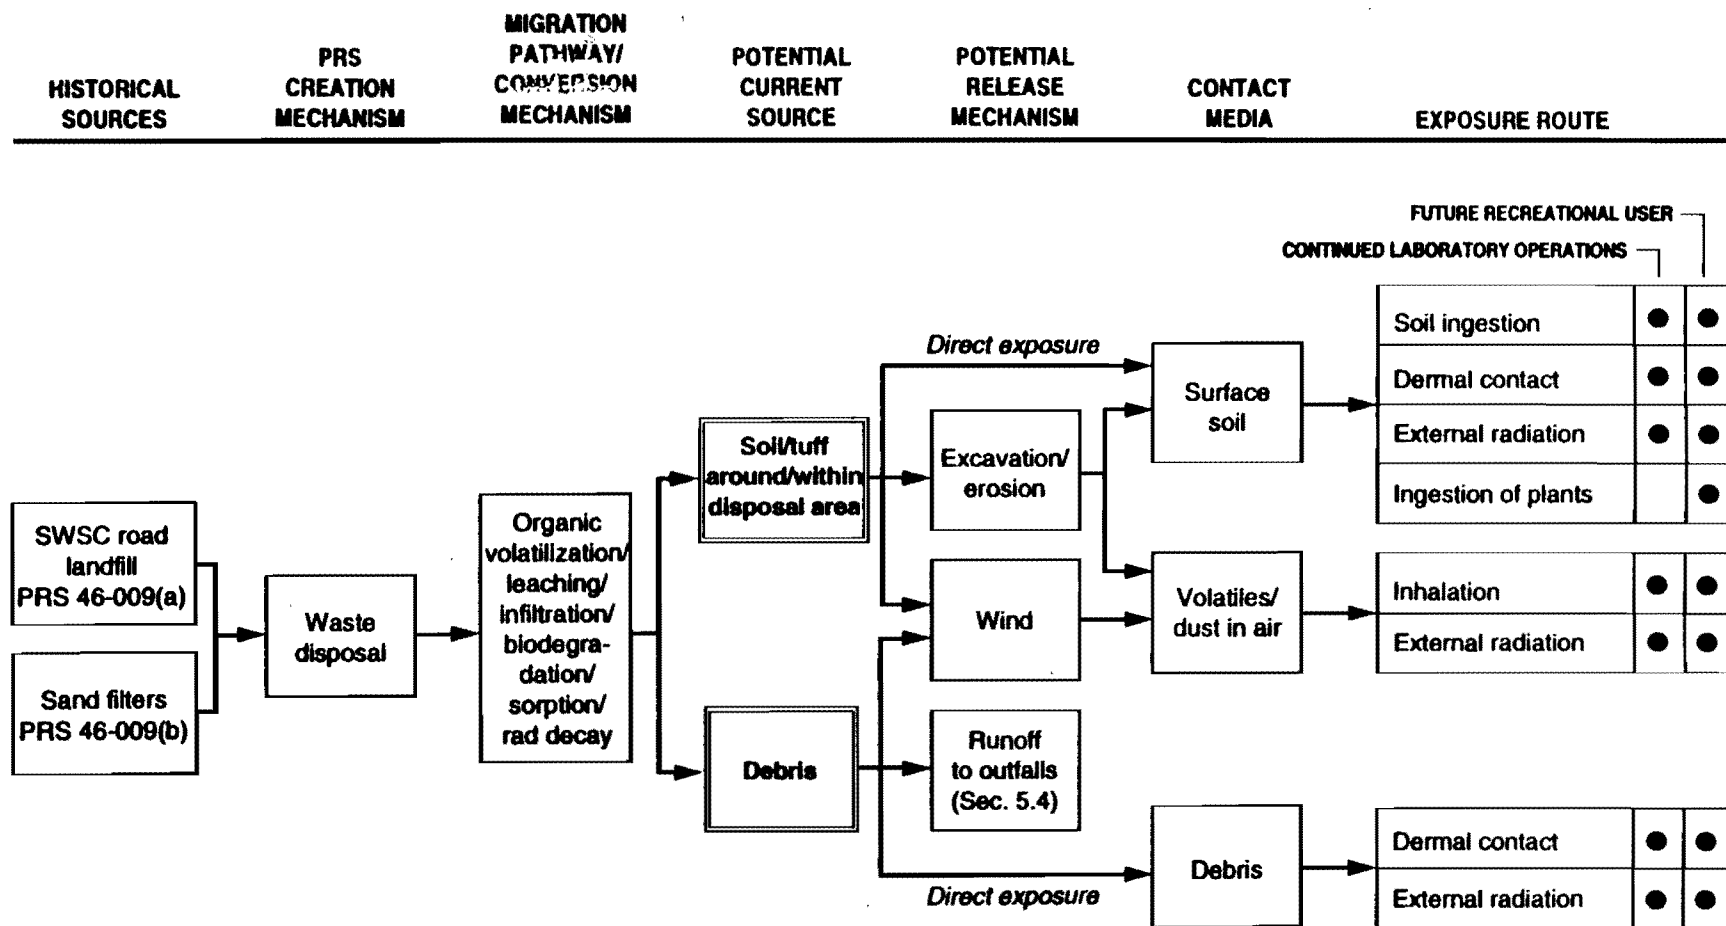 HISTORICAL
SOURCES
PRS
CREATION
MECHANISM
MIGRATION
PATHWAY/
CONVERSION
MECHANISM
POTENTIAL
CURRENT
SOURCE
POTENTIAL
RELEASE
MECHANISM
CONTACT
MEDIA
EXPOSURE ROUTE
FUTURE RECREATIONAL USER
CONTINUED LABORATORY OPERATIONS
SWSC road
landfill
PRS 46-009(a)
Sand filters
PRS 46-009(b)
Waste
disposal
Organic
volatilization/
leaching/
infiltration/
biodegra-
dation/
sorption/
rad decay
Soil/tuff
around/within
disposal area
Debris
Direct exposure
Excavation/
erosion
Wind
Runoff
to outfalls
(Sec. 5.4)
Direct exposure
Surface
soil
Volatiles/
dust in air
Debris
Soil ingestion
Dermal contact
External radiation
Ingestion of plants
Inhalation
External radiation
Dermal contact
External radiation